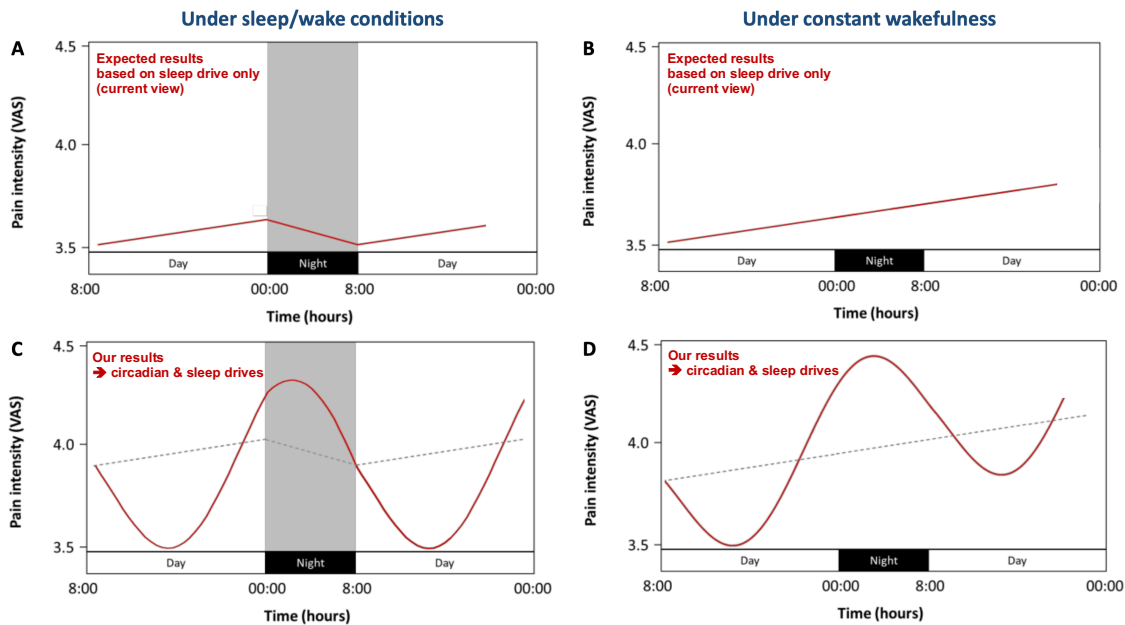 Under sleep/wake conditions
Under constant wakefulness
A
4.5
4.0
3.5
Pain intensity (VAS)
Expected results
based on sleep drive only
(current view)
Day
Night
Day
8:00
00:00
8:00
00:00
Time (hours)
B
4.5
4.0
3.5
Pain intensity (VAS)
Expected results
based on sleep drive only
(current view)
Day
Night
Day
8:00
00:00
8:00
00:00
Time (hours)
C
4.5
4.0
3.5
Pain intensity (VAS)
Our results
➔ circadian & sleep drives
Day
Night
Day
8:00
00:00
8:00
00:00
Time (hours)
D
4.5
4.0
3.5
Pain intensity (VAS)
Our results
➔ circadian & sleep drives
Day
Night
Day
8:00
00:00
8:00
00:00
Time (hours)